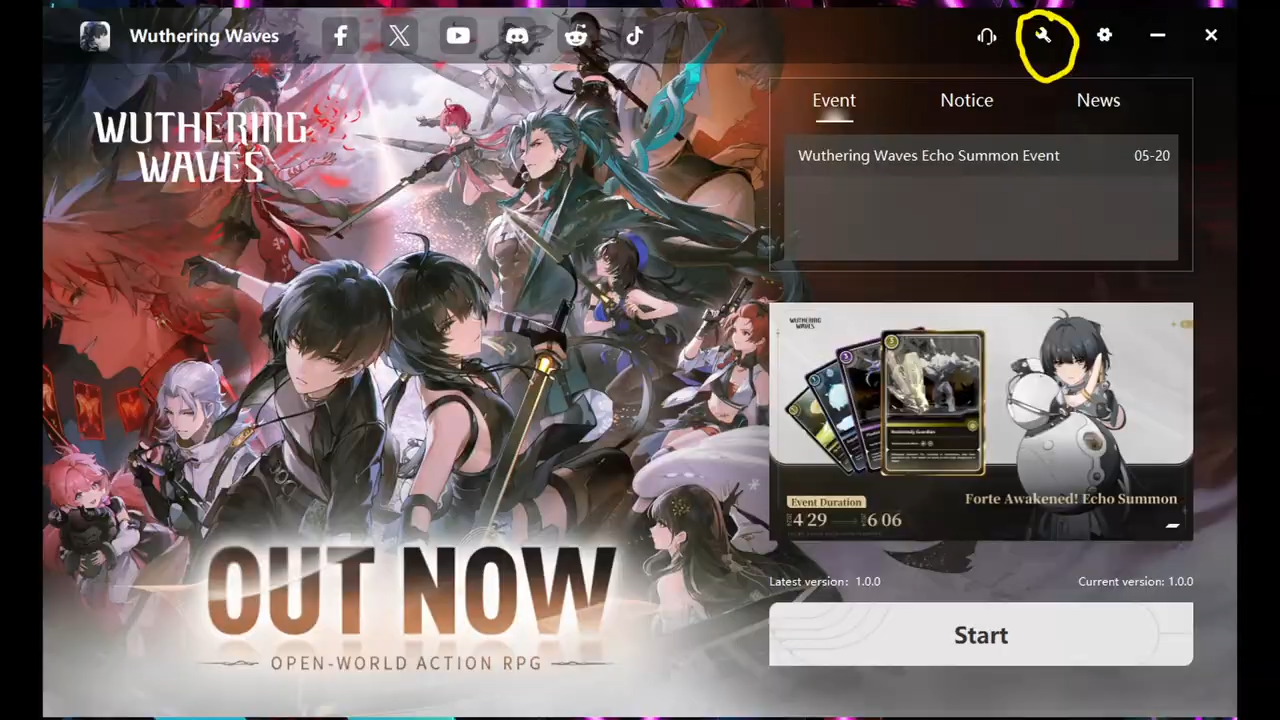 Wuthering Waves
WUTHERING
WAVES
Event
Notice
News
Wuthering Waves Echo Summon Event
05-20
WUTHERING
WAVES
Event Duration
4 29
6 06
Forte Awakened! Echo Summon
Latest version: 1.0.0
Current version: 1.0.0
Start
OUT NOW
OPEN-WORLD ACTION RPG